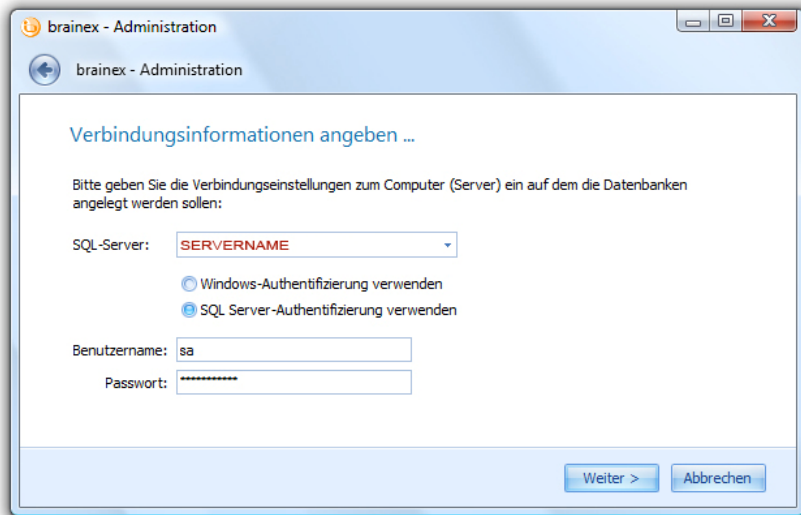 brainex - Administration
brainex - Administration
Verbindungsinformationen angeben ...
Bitte geben Sie die Verbindungseinstellungen zum Computer (Server) ein auf dem die Datenbanken
angelegt werden sollen:
SQL-Server: SERVERNAME
Windows-Authentifizierung verwenden
SQL Server-Authentifizierung verwenden
Benutzername: sa
Passwort: ***********
Weiter > Abbrechen